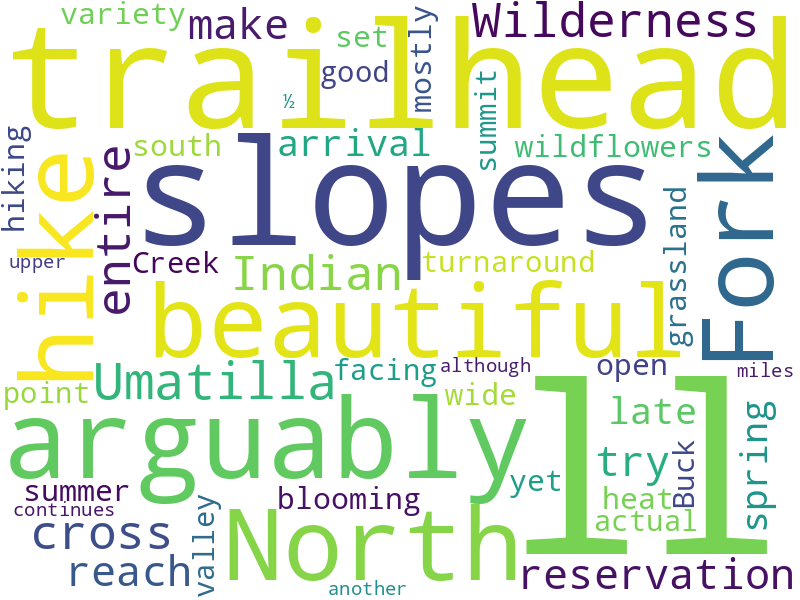 variety
make
set
good
mostly
Wilderness
trailhead
½
summit
hiking
south
arrival
wildflowers
hike
entire
slopes
grassland
Fork
upper
Creek
Indian
turnaround
beautiful
Umatilla
facing
although
open
miles
point
wide
ll
arguably
late
try
Buck
spring
yet
heat
actual
summer
continues
blooming
cross
reach
valley
North
another
reservation